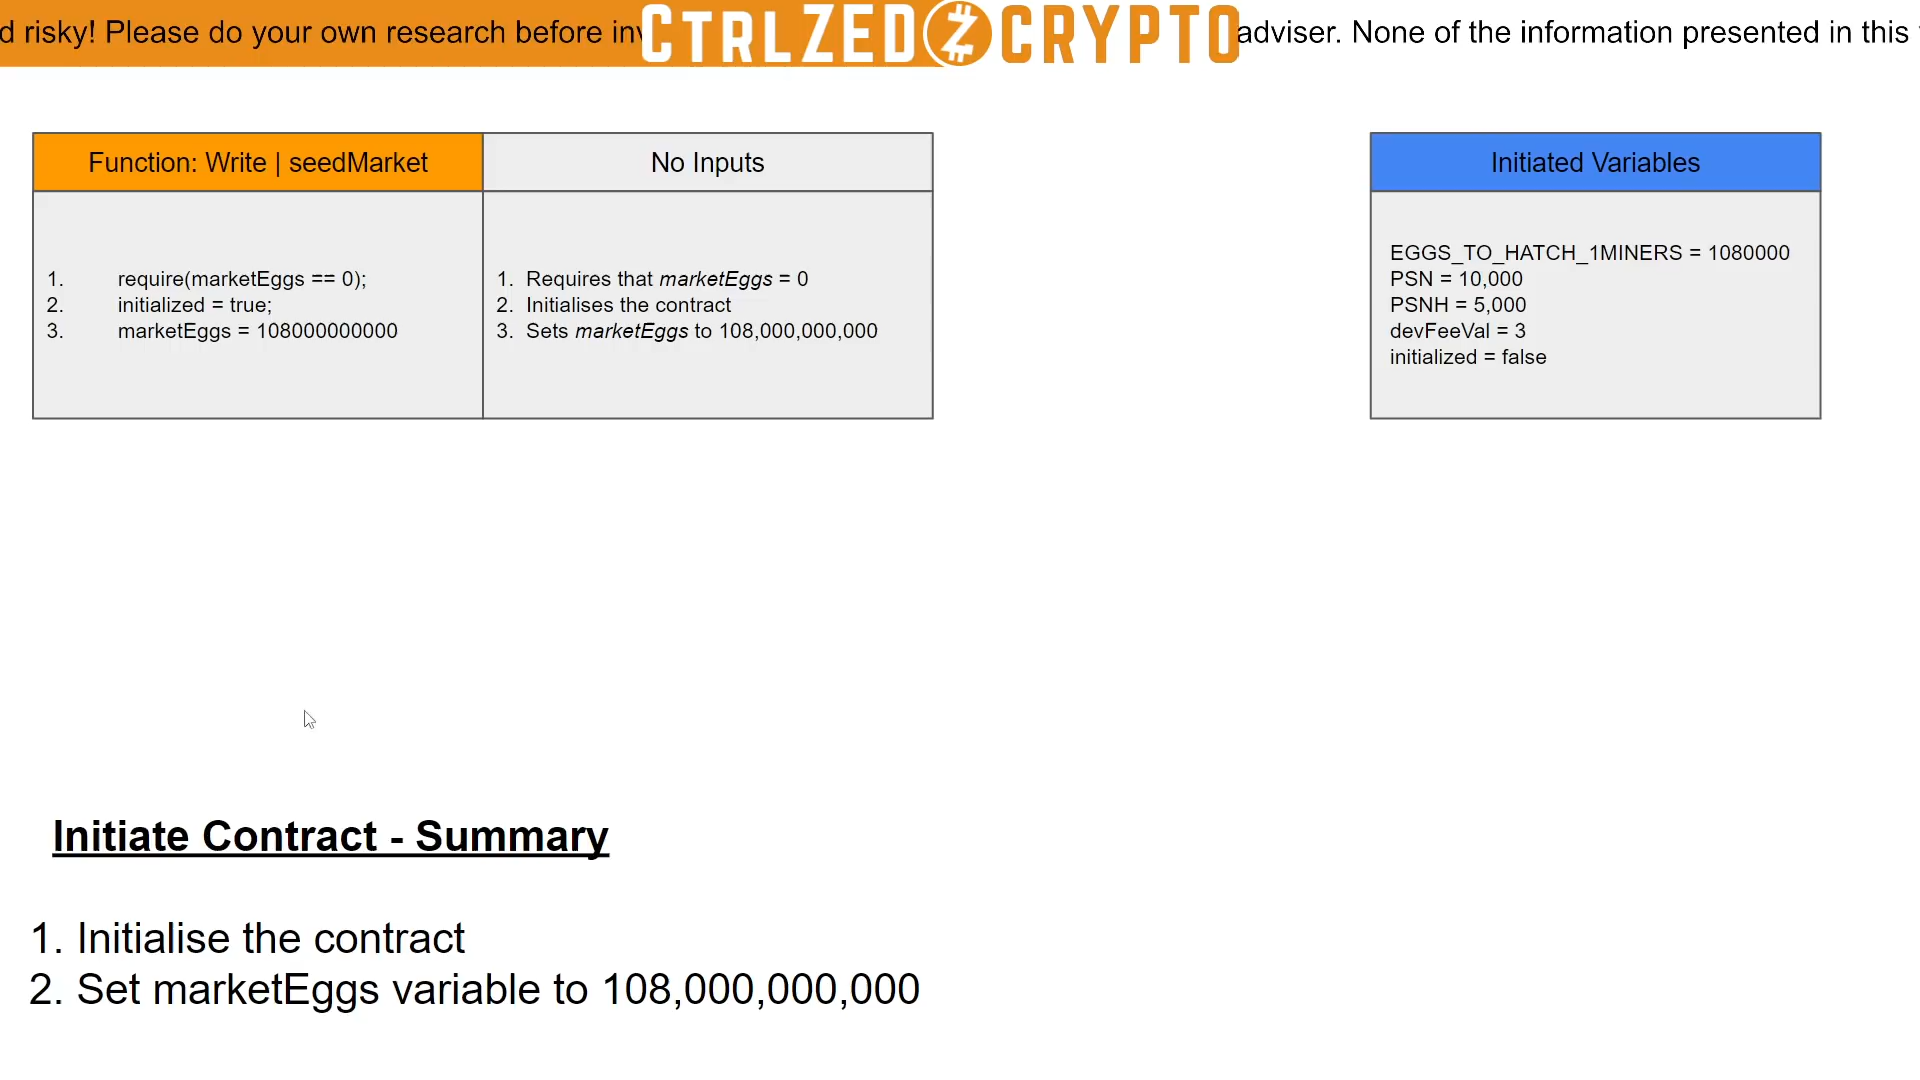 d risky! Please do your own research before inv
CTRLZED CRYPTO
adviser. None of the information presented in this
Function: Write | seedMarket
No Inputs
1. require(marketEggs == 0);
2. initialized = true;
3. marketEggs = 108000000000
1. Requires that marketEggs = 0
2. Initialises the contract
3. Sets marketEggs to 108,000,000,000
Initiated Variables
EGGS_TO_HATCH_1MINERS = 1080000
PSN = 10,000
PSNH = 5,000
devFeeVal = 3
initialized = false
Initiate Contract - Summary
1. Initialise the contract
2. Set marketEggs variable to 108,000,000,000